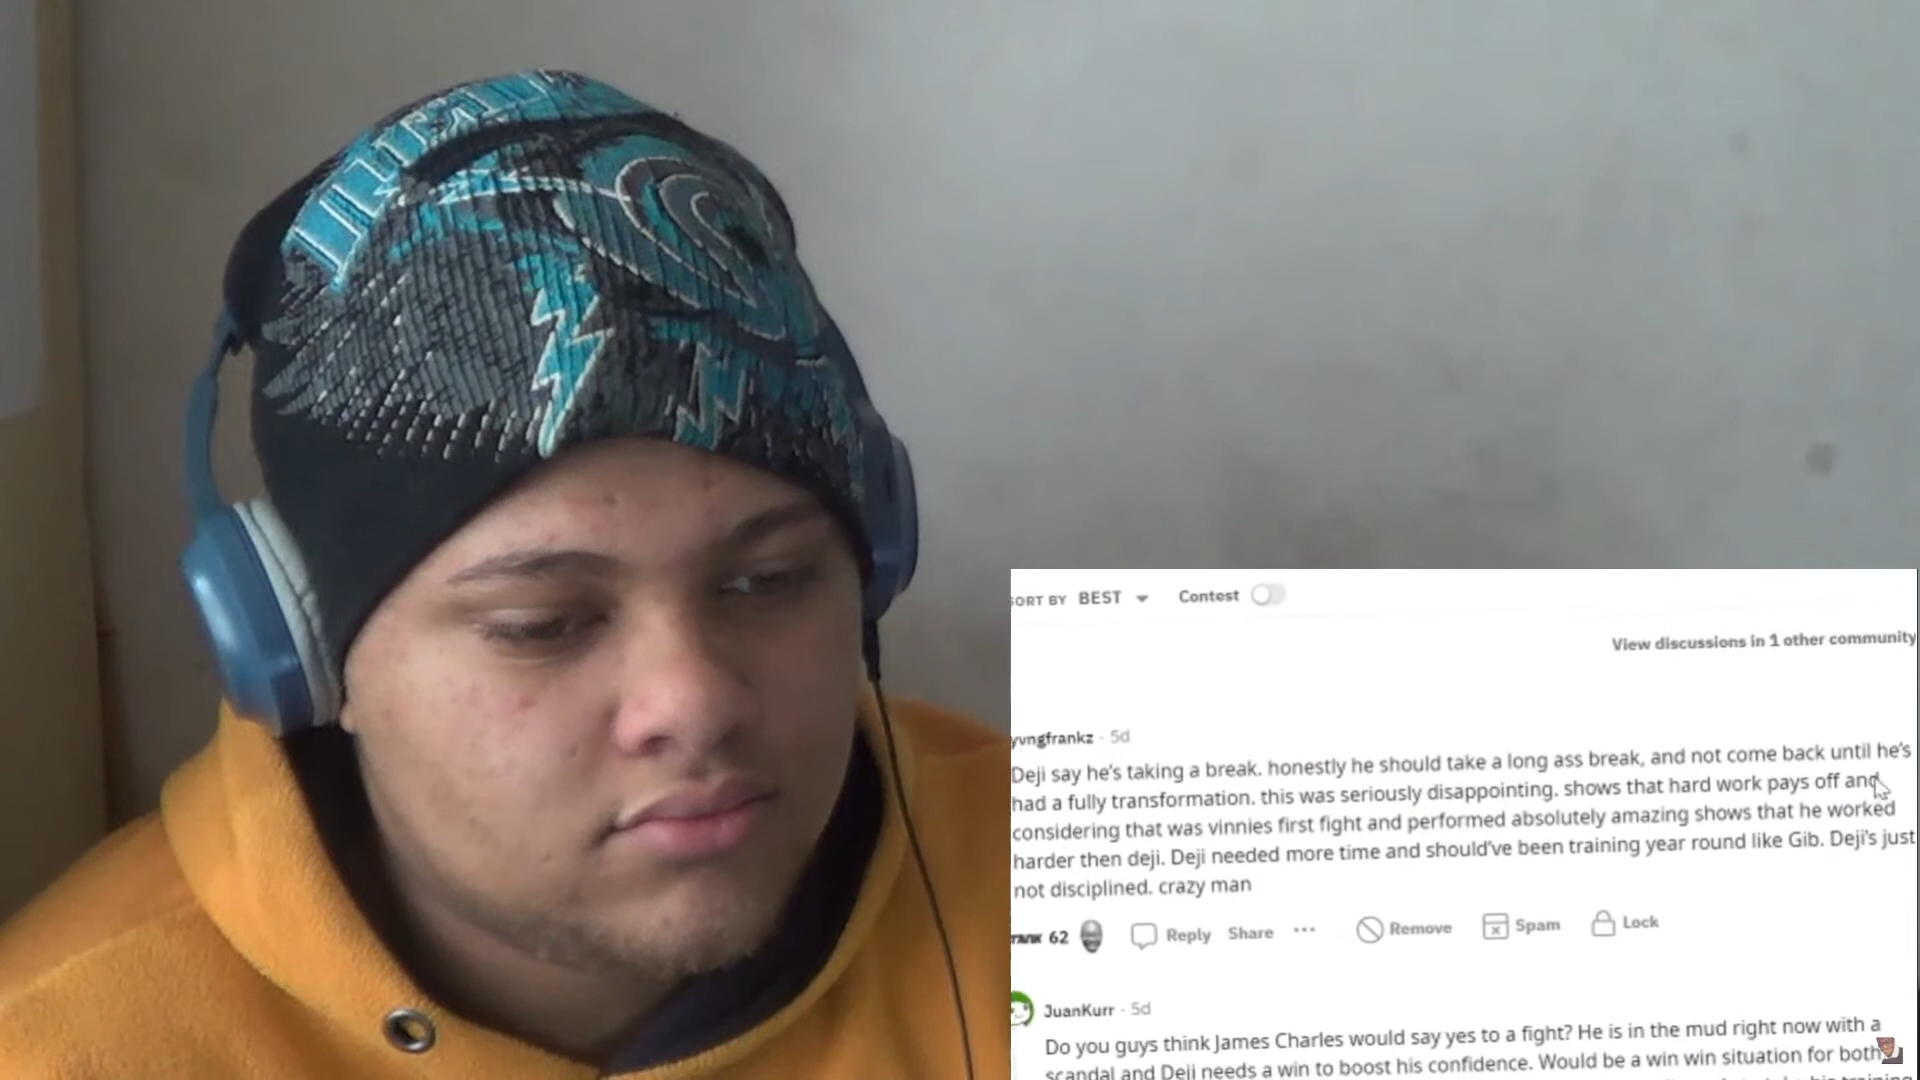 SORT BY BEST Contest
View discussions in 1 other community
yvngfrankz · 5d
Deji say he's taking a break. honestly he should take a long ass break, and not come back until he's
had a fully transformation. this was seriously disappointing. shows that hard work pays off and
considering that was vinnies first fight and performed absolutely amazing shows that he worked
harder then deji. Deji needed more time and should've been training year round like Gib. Deji's just
not disciplined. crazy man
62 Reply Share ··· Remove Spam Lock
JuanKurr · 5d
Do you guys think James Charles would say yes to a fight? He is in the mud right now with a
scandal and Deji needs a win to boost his confidence. Would be a win win situation for both